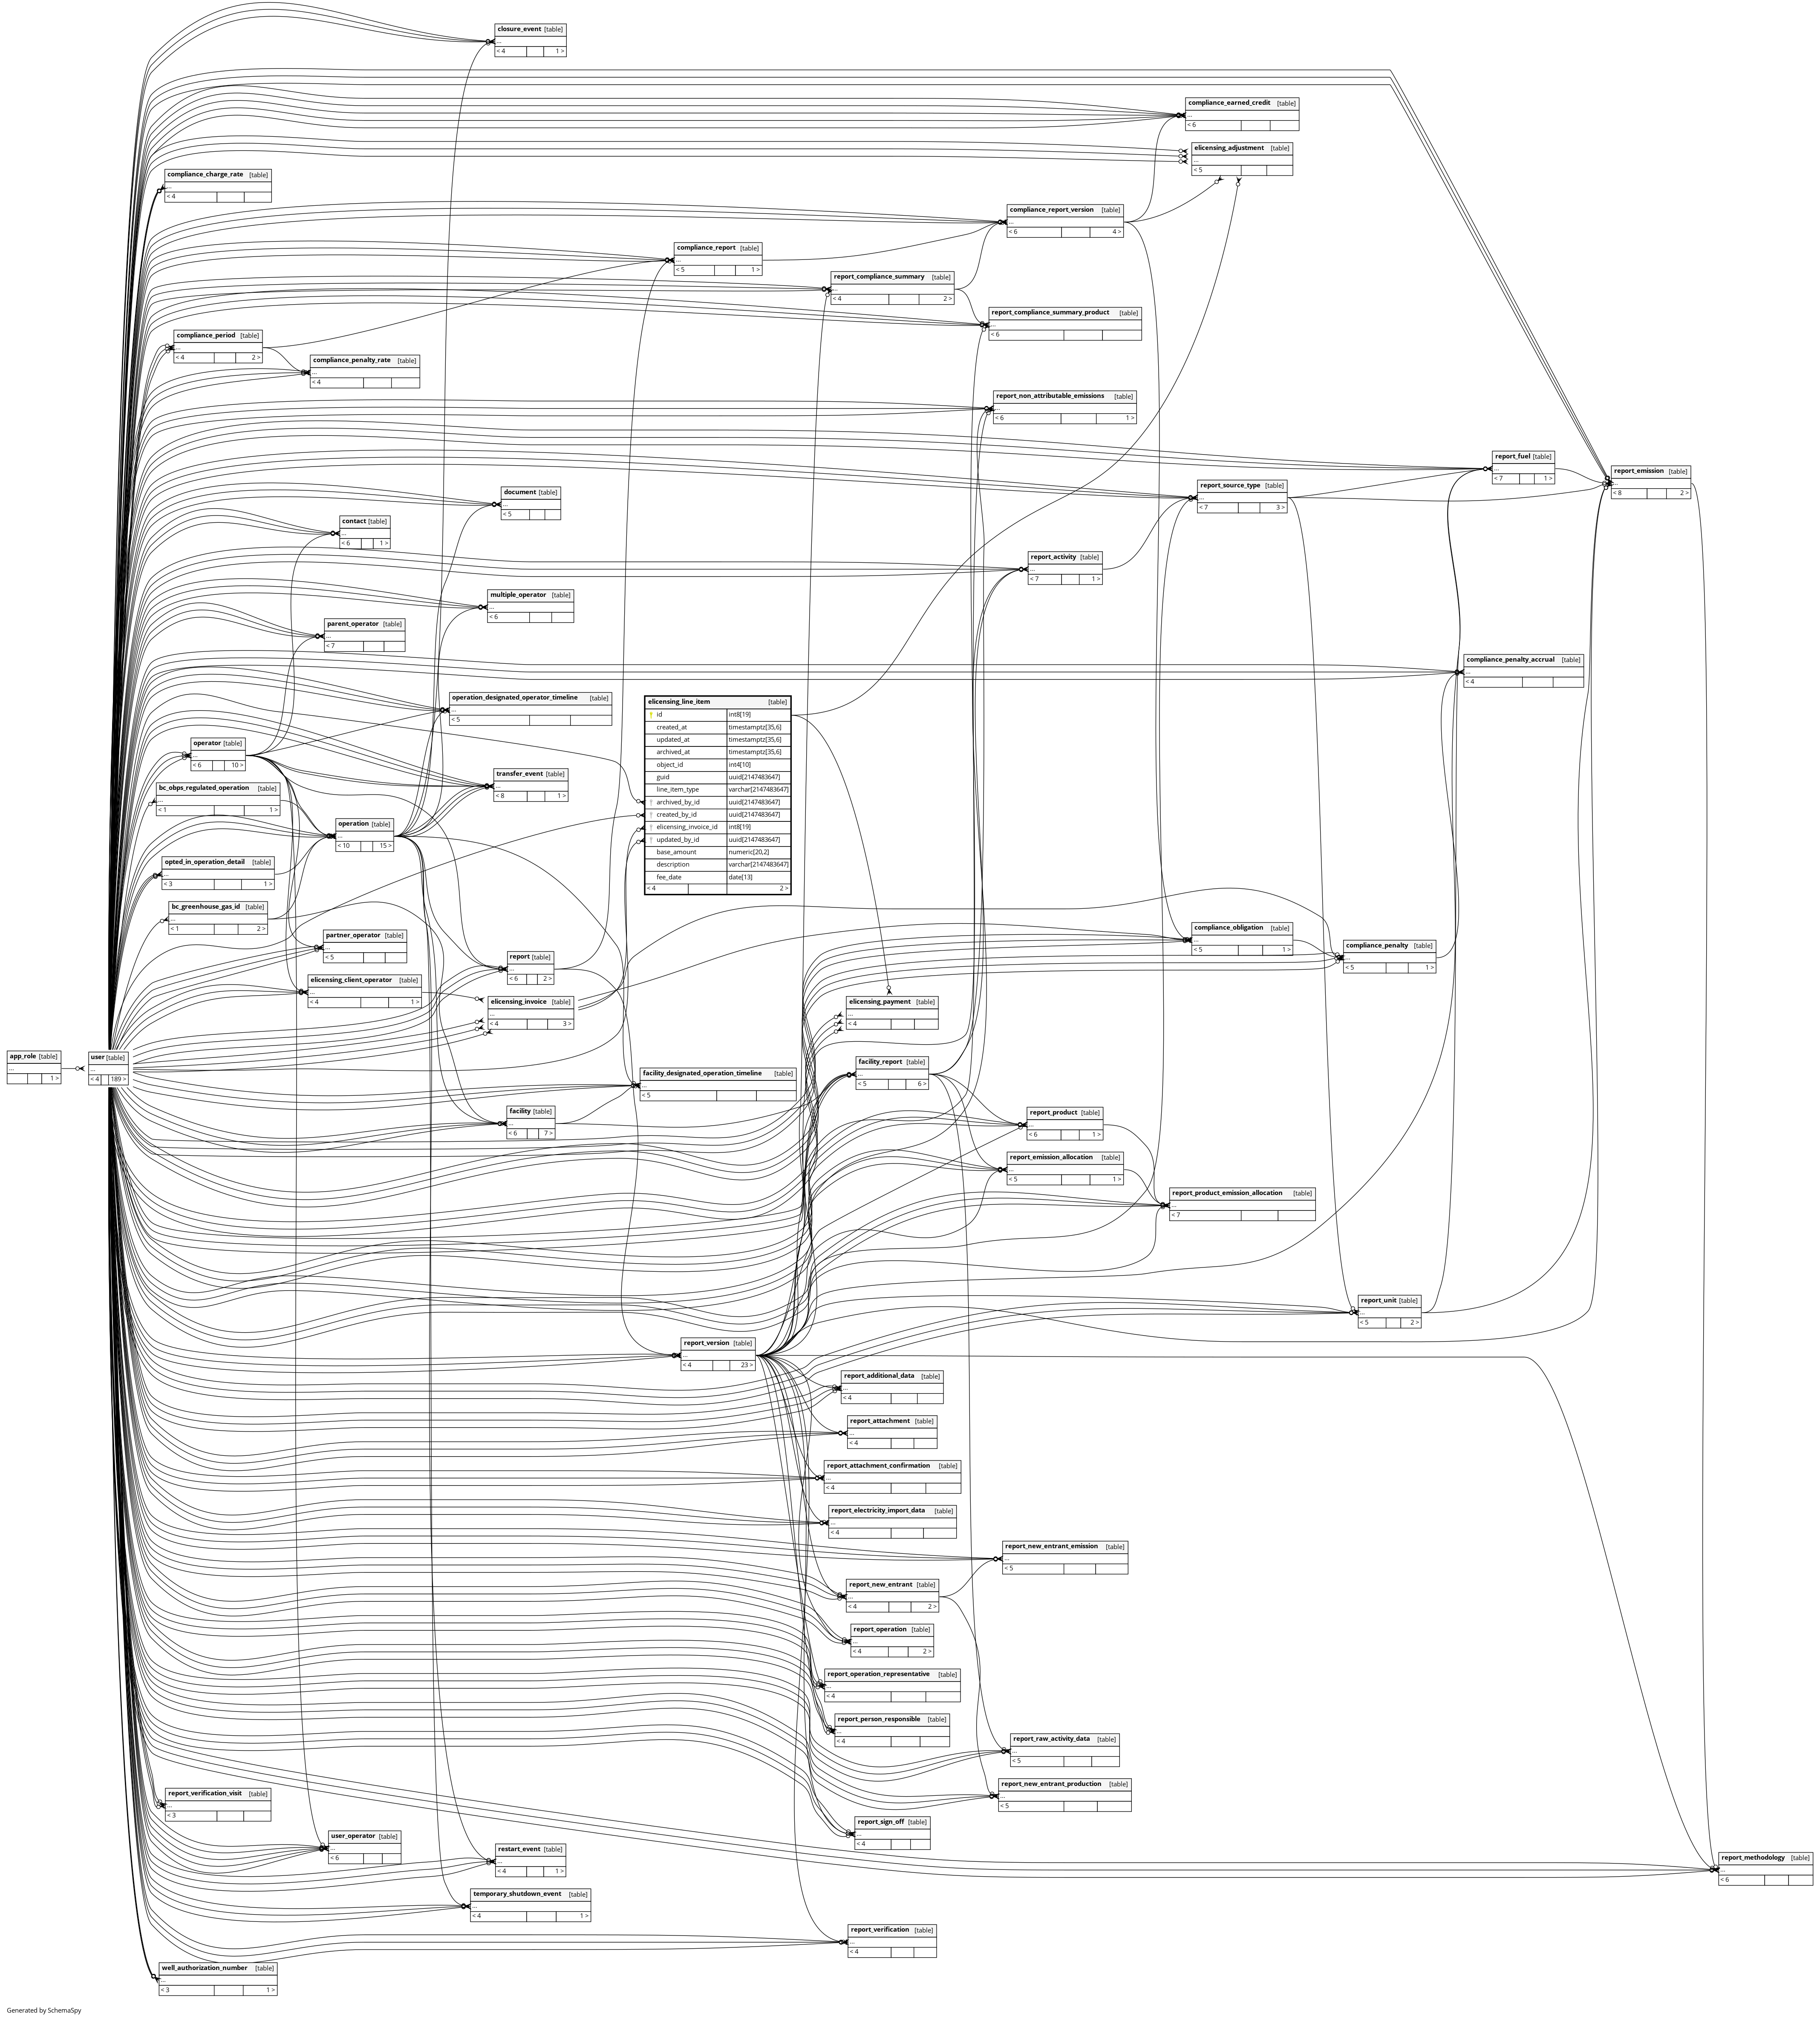 closure_event [table]
...
< 4 1 >
compliance_earned_credit [table]
...
< 6
elicensing_adjustment [table]
...
< 5
compliance_charge_rate [table]
...
< 4
compliance_report_version [table]
...
< 6 4 >
compliance_report [table]
...
< 5 1 >
report_compliance_summary [table]
...
< 4 2 >
report_compliance_summary_product [table]
...
< 6
compliance_period [table]
...
< 4 2 >
compliance_penalty_rate [table]
...
< 4
report_non_attributable_emissions [table]
...
< 6 1 >
report_fuel [table]
...
< 7 1 >
report_emission [table]
...
< 8 2 >
report_source_type [table]
...
< 7 3 >
document [table]
...
< 5
contact [table]
...
< 6 1 >
report_activity [table]
...
< 7 1 >
multiple_operator [table]
...
< 6
parent_operator [table]
...
< 7
compliance_penalty_accrual [table]
...
< 4
operation_designated_operator_timeline [table]
...
< 5
elicensing_line_item [table]
id int8[19]
created_at timestamptz[35,6]
updated_at timestamptz[35,6]
archived_at timestamptz[35,6]
object_id int4[10]
guid uuid[2147483647]
line_item_type varchar[2147483647]
archived_by_id uuid[2147483647]
created_by_id uuid[2147483647]
elicensing_invoice_id int8[19]
updated_by_id uuid[2147483647]
base_amount numeric[20,2]
description varchar[2147483647]
fee_date date[13]
< 4 2 >
operator [table]
...
< 6 10 >
transfer_event [table]
...
< 8 1 >
bc_obps_regulated_operation [table]
...
< 1 1 >
operation [table]
...
< 10 15 >
opted_in_operation_detail [table]
...
< 3 1 >
bc_greenhouse_gas_id [table]
...
< 1 2 >
partner_operator [table]
...
< 5
compliance_obligation [table]
...
< 5 1 >
compliance_penalty [table]
...
< 5 1 >
report [table]
...
< 6 2 >
elicensing_client_operator [table]
...
< 4 1 >
elicensing_invoice [table]
...
< 4 3 >
elicensing_payment [table]
...
< 4
app_role [table]
...
1 >
user [table]
...
< 4 189 >
facility_report [table]
...
< 5 6 >
facility_designated_operation_timeline [table]
...
< 5
facility [table]
...
< 6 7 >
report_product [table]
...
< 6 1 >
report_emission_allocation [table]
...
< 5 1 >
report_product_emission_allocation [table]
...
< 7
report_unit [table]
...
< 5 2 >
report_version [table]
...
< 4 23 >
report_additional_data [table]
...
< 4
report_attachment [table]
...
< 4
report_attachment_confirmation [table]
...
< 4
report_electricity_import_data [table]
...
< 4
report_new_entrant_emission [table]
...
< 5
report_new_entrant [table]
...
< 4 2 >
report_operation [table]
...
< 4 2 >
report_operation_representative [table]
...
< 4
report_person_responsible [table]
...
< 4
report_raw_activity_data [table]
...
< 5
report_new_entrant_production [table]
...
< 5
report_verification_visit [table]
...
< 3
report_sign_off [table]
...
< 4
user_operator [table]
...
< 6
restart_event [table]
...
< 4 1 >
report_methodology [table]
...
< 6
temporary_shutdown_event [table]
...
< 4 1 >
report_verification [table]
...
< 4
well_authorization_number [table]
...
< 3 1 >
Generated by SchemaSpy